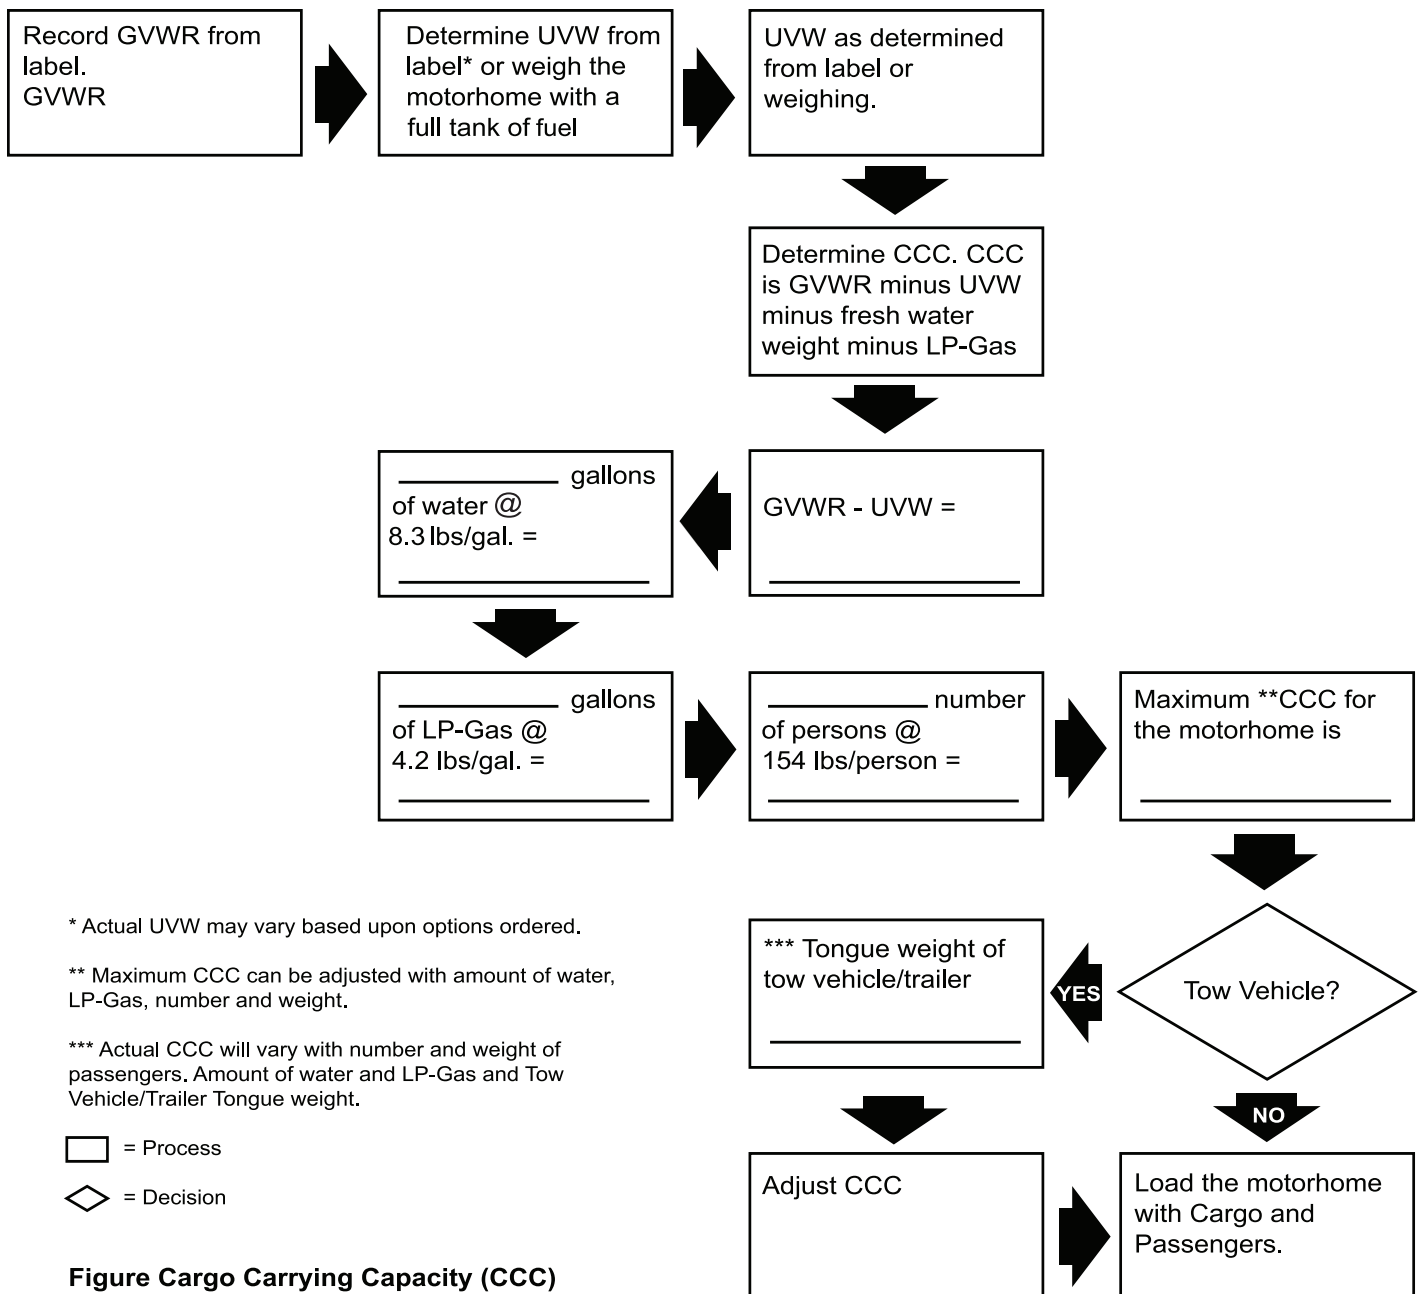 Record GVWR from
label.
GVWR
Determine UVW from
label* or weigh the
motorhome with a
full tank of fuel
UVW as determined
from label or
weighing.
Determine CCC. CCC
is GVWR minus UVW
minus fresh water
weight minus LP-Gas
GVWR - UVW =
__________ gallons
of water @
8.3 lbs/gal. =
__________ gallons
of LP-Gas @
4.2 lbs/gal. =
__________ number
of persons @
154 lbs/person =
Maximum **CCC for
the motorhome is
Tow Vehicle?
YES
*** Tongue weight of
tow vehicle/trailer
NO
Adjust CCC
Load the motorhome
with Cargo and
Passengers.
* Actual UVW may vary based upon options ordered.
** Maximum CCC can be adjusted with amount of water,
LP-Gas, number and weight.
*** Actual CCC will vary with number and weight of
passengers. Amount of water and LP-Gas and Tow
Vehicle/Trailer Tongue weight.
= Process
= Decision
Figure Cargo Carrying Capacity (CCC)